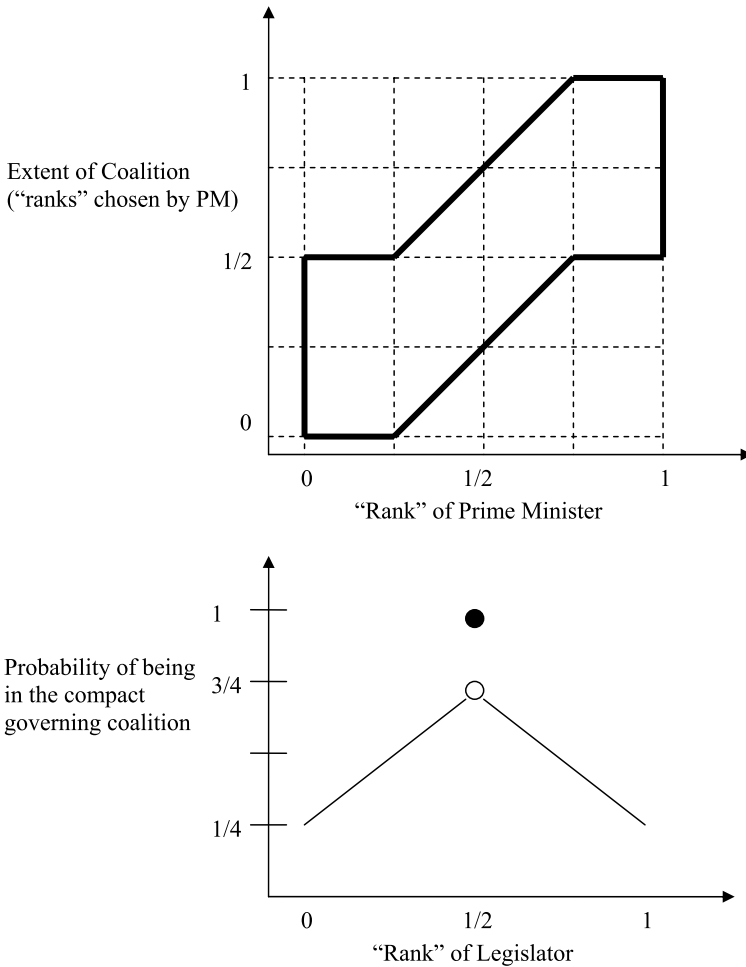 1
Extent of Coalition
(“ranks” chosen by PM)
1/2
0
0 1/2 1
“Rank” of Prime Minister
1
Probability of being
in the compact
governing coalition
3/4
1/4
0 1/2 1
“Rank” of Legislator